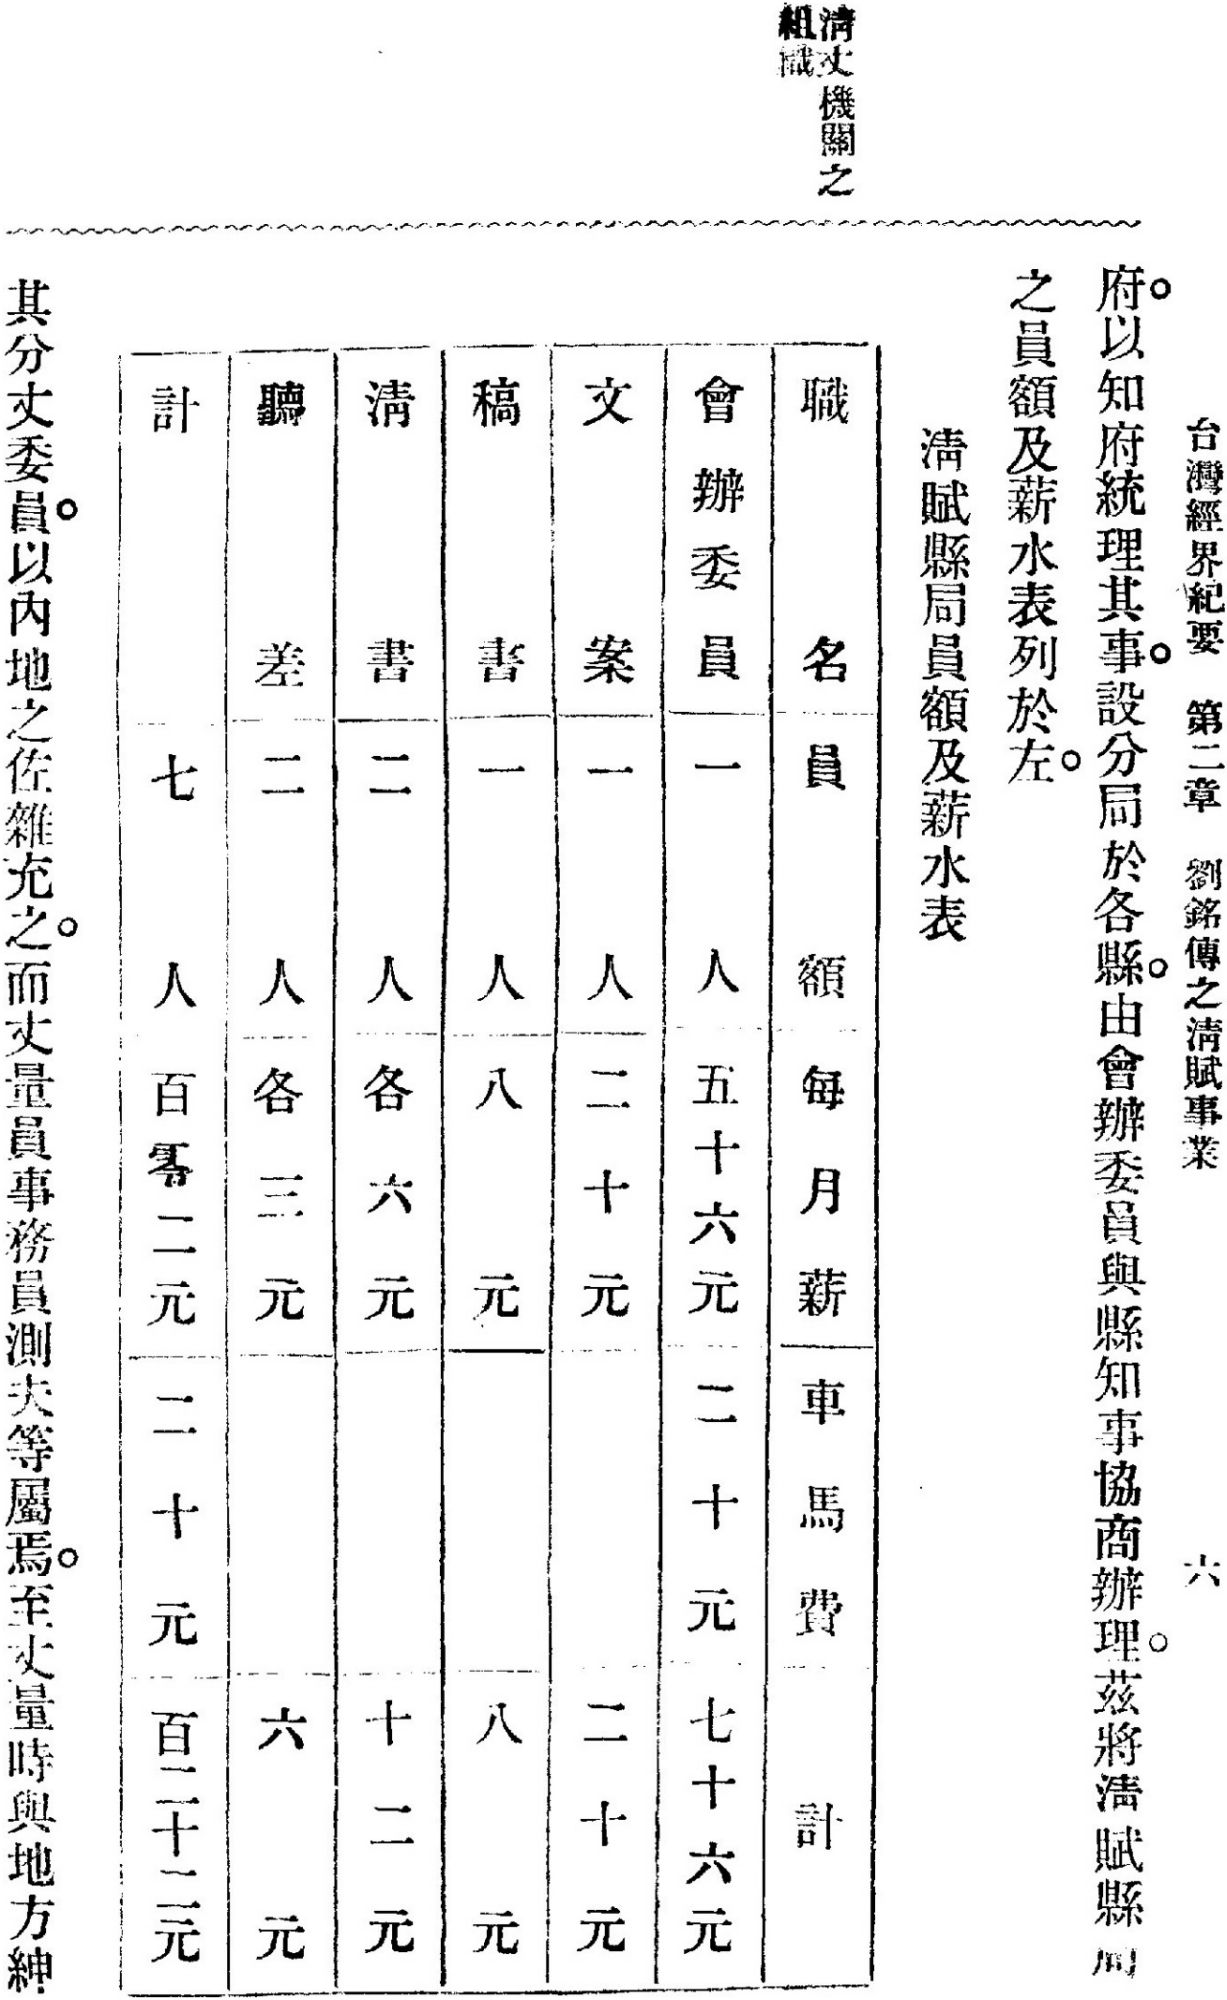 台灣經界紀要　第二章　劉銘傳之清賦事業　六
府。以知府統理其事。設分局於各縣。由會辦委員與縣知事協商辦理。茲將清賦縣局
之員額及薪水表列於左。
清丈機關之
組織
清賦縣局員額及薪水表
職名　員額　每月薪　車馬費　計
會辦委員　一人　五十六元　二十元　七十六元
文案　一人　二十元　二十元
稿書　一人　八元　八元
清書　二人　各六元　十二元
聽差　二人　各三元　六元
計　七人　百零二元　二十元　百二十二元
其分丈委員。以內地之佐雜充之。而丈量員事務員測夫等屬焉。至丈量時與地方紳